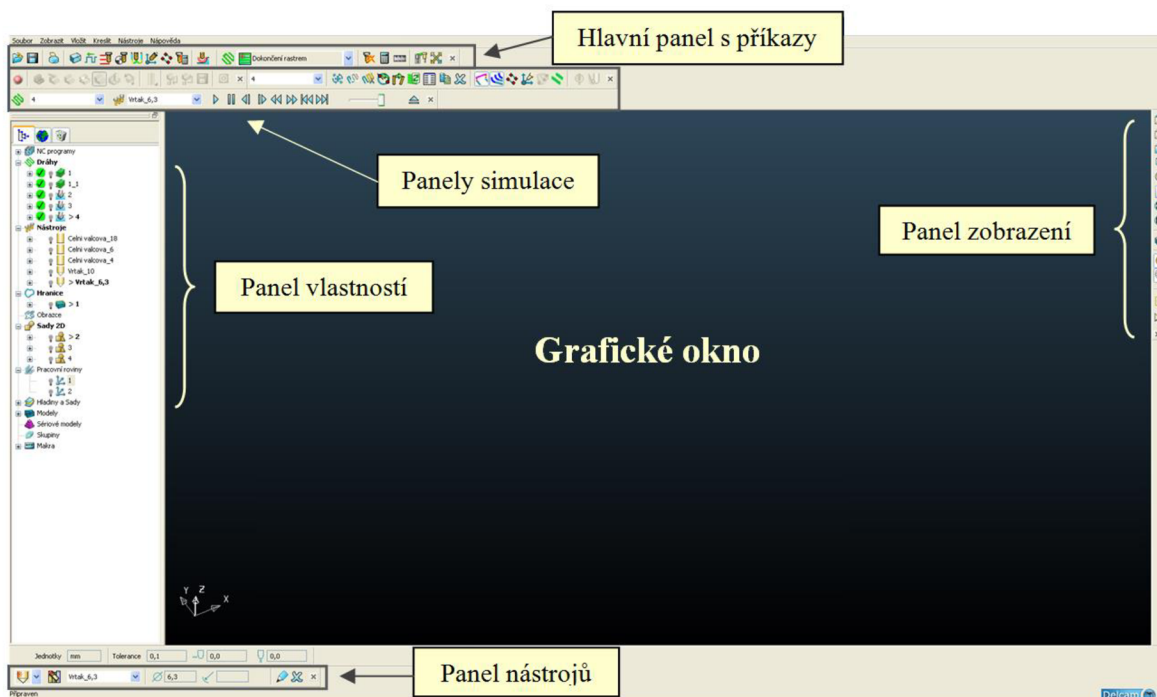 Hlavní panel s příkazy
Soubor Zobrazit Vložit Kreslit Nástroje Nápověda
Dokončení rastrem
4
4 Vrtak_6,3
Panely simulace
Panel zobrazení
Panel vlastností
Grafické okno
NC programy
Dráhy
1
1_1
2
3
> 4
Nástroje
Celni valcova_18
Celni valcova_6
Celni valcova_4
Vrtak_10
> Vrtak_6,3
Hranice
> 1
Obrazce
Sady 2D
> 2
3
4
Pracovní roviny
1
2
Hladiny a Sady
Modely
Sériové modely
Skupiny
Makra
Y Z X
Jednotky mm Tolerance 0,1 0,0 0,0
Vrtak_6,3 6,3
Panel nástrojů
Připraven
Delcam